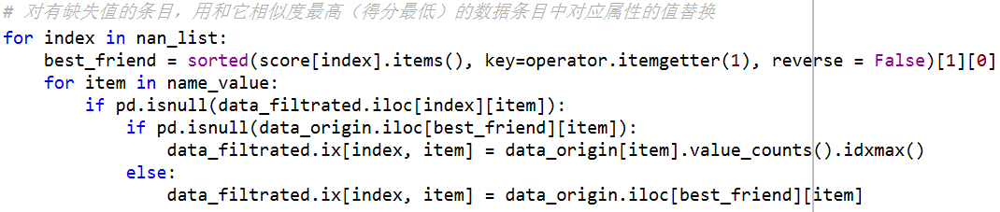 # 对有缺失值的条目，用和它相似度最高（得分最低）的数据条目中对应属性的值替换
for index in nan_list:
    best_friend = sorted(score[index].items(), key=operator.itemgetter(1), reverse = False)[1][0]
    for item in name_value:
        if pd.isnull(data_filtrated.iloc[index][item]):
            if pd.isnull(data_origin.iloc[best_friend][item]):
                data_filtrated.ix[index, item] = data_origin[item].value_counts().idxmax()
            else:
                data_filtrated.ix[index, item] = data_origin.iloc[best_friend][item]